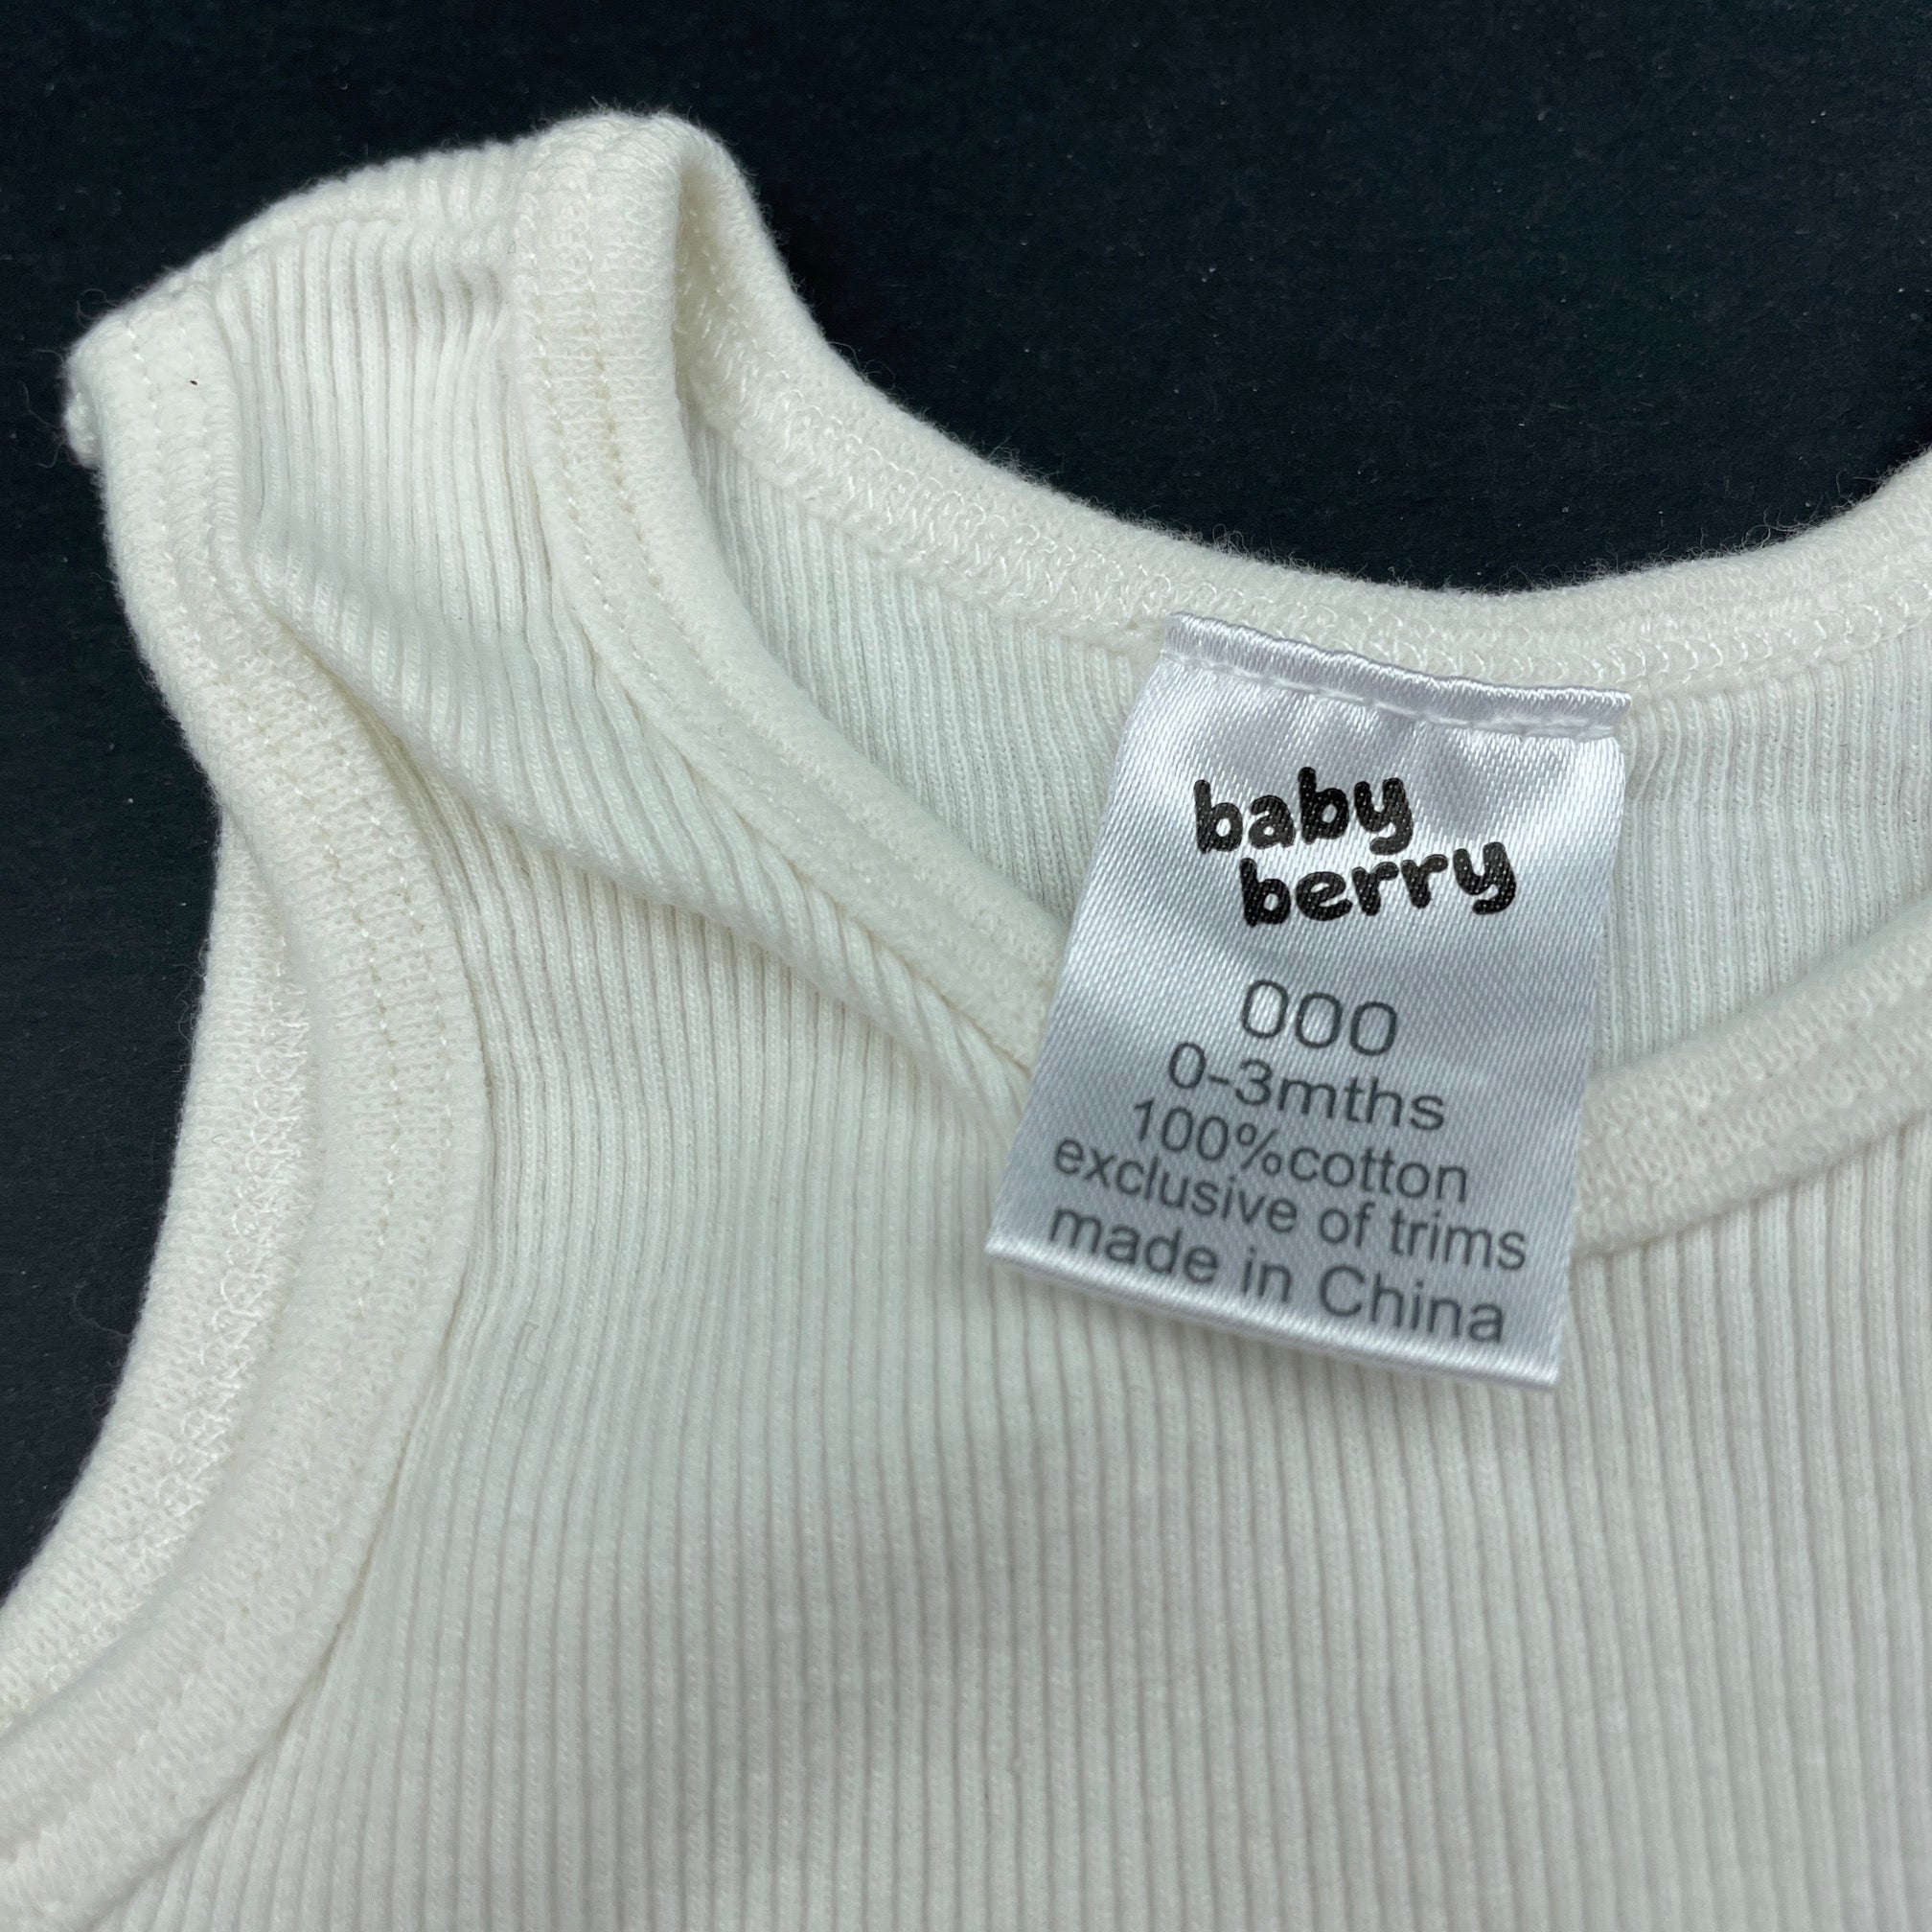 baby
berry
000
0-3mths
100%cotton
exclusive of trims
made in China